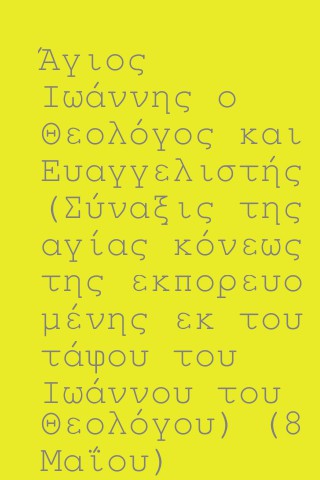 Άγιος
Ιωάννης ο
Θεολόγος και
Ευαγγελιστής
(Σύναξις της
αγίας κόνεως
της εκπορευο
μένης εκ του
τάφου του
Ιωάννου του
Θεολόγου) (8
Μαΐου)